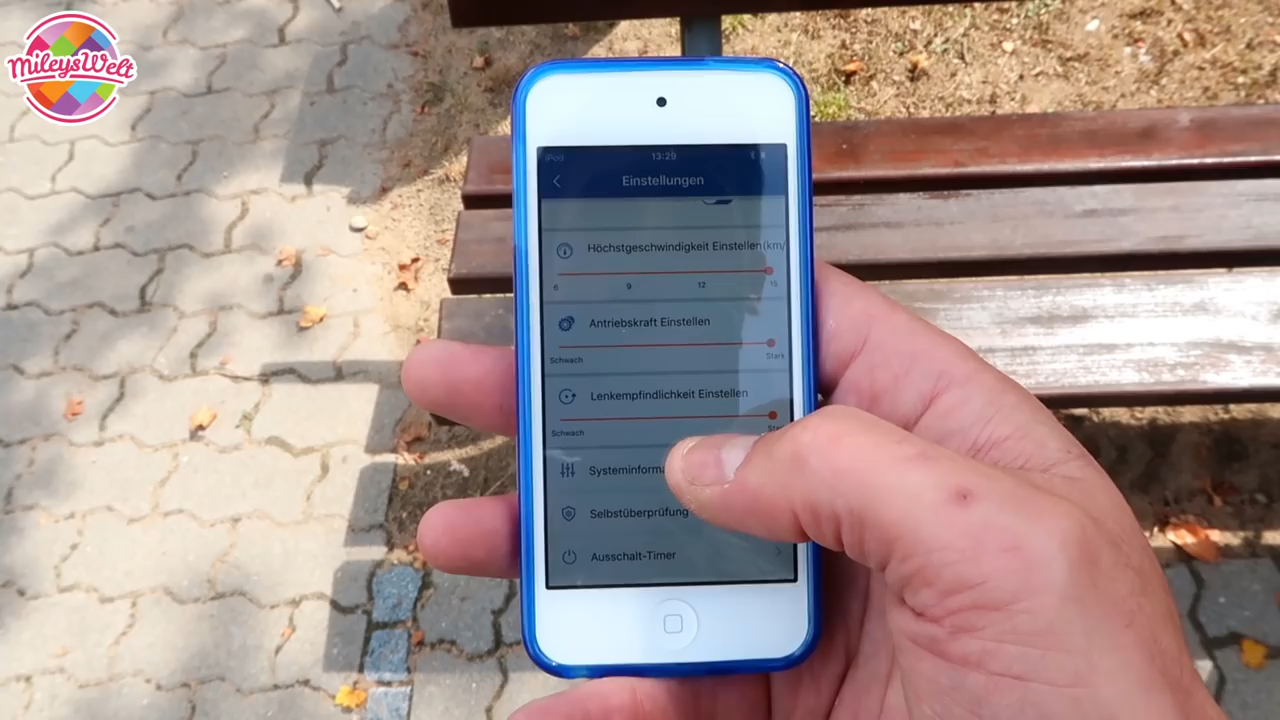 MileysWelt
iPod
13:29
Einstellungen
Höchstgeschwindigkeit Einstellen(km/
6 9 12 15
Antriebskraft Einstellen
Schwach Stark
Lenkempfindlichkeit Einstellen
Schwach
Selbstüberprüfung
Ausschalt-Timer